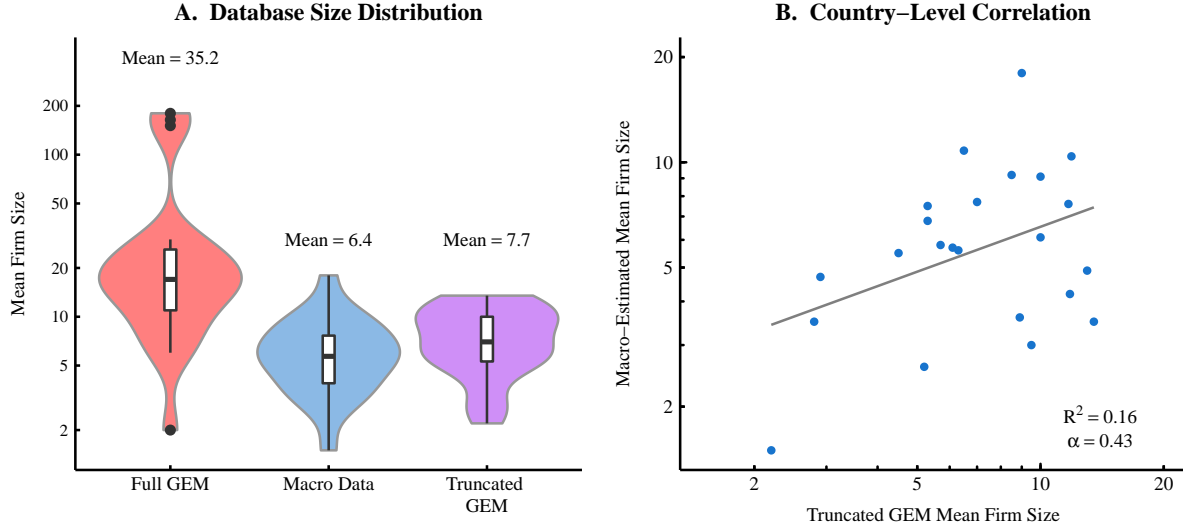 A. Database Size Distribution
Mean Firm Size
200
100
50
20
10
5
2
Mean = 35.2
Mean = 6.4
Mean = 7.7
Full GEM
Macro Data
Truncated
GEM
B. Country−Level Correlation
Macro−Estimated Mean Firm Size
20
10
5
2
R² = 0.16
α = 0.43
2
5
10
20
Truncated GEM Mean Firm Size